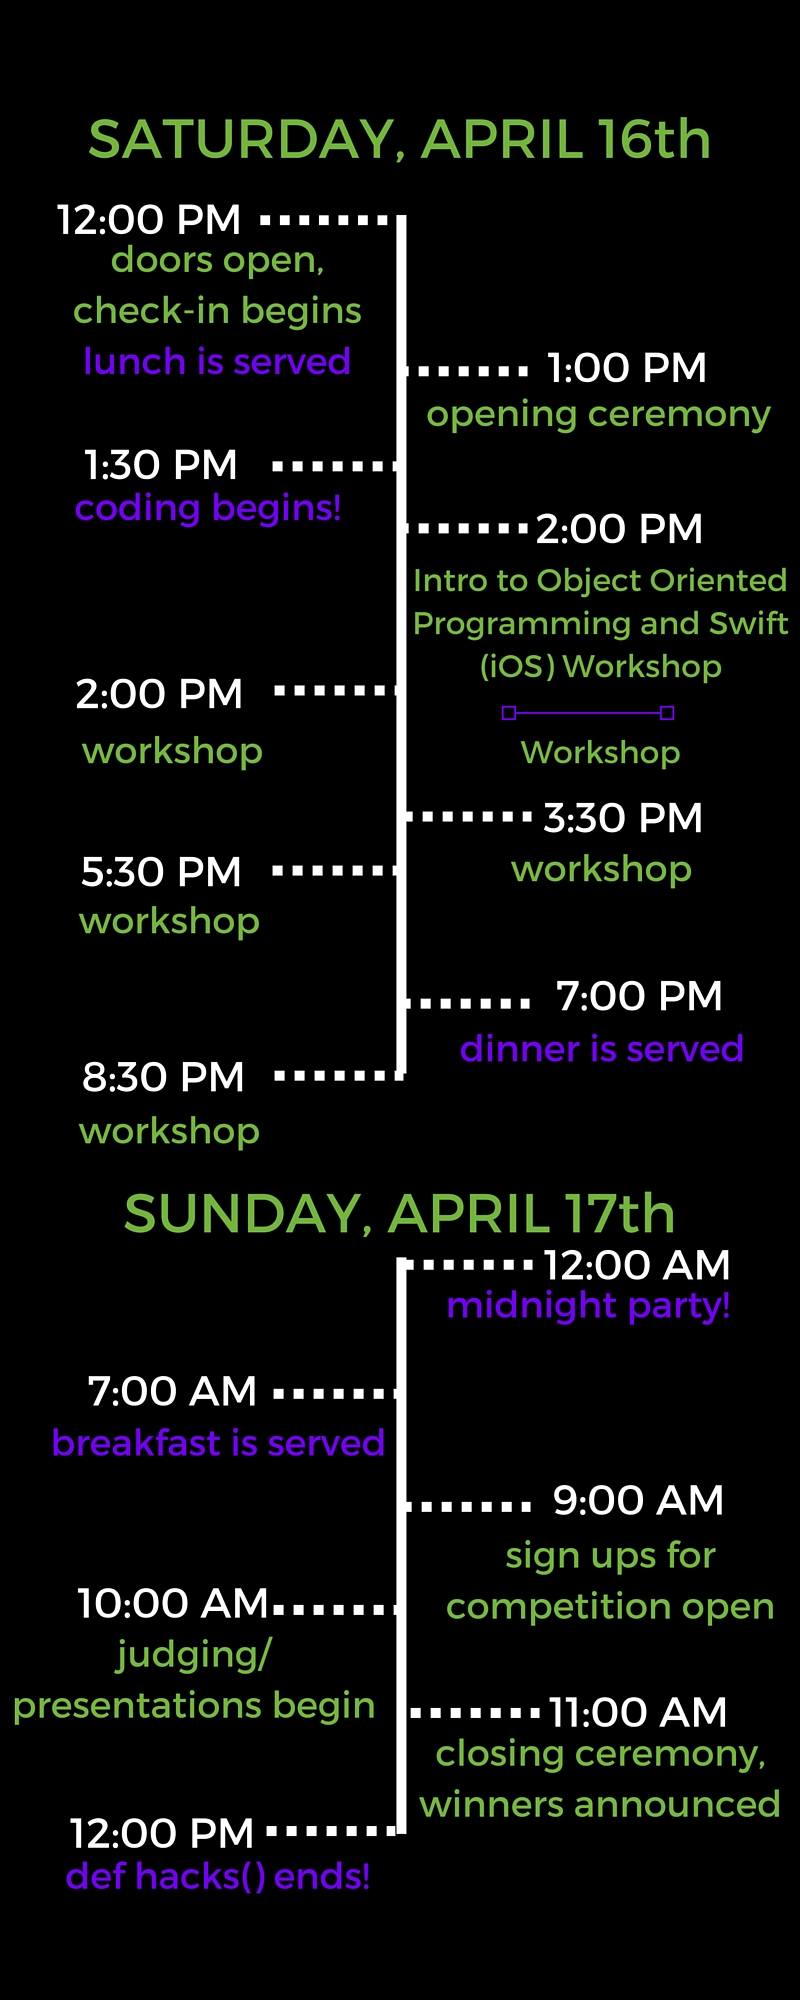 SATURDAY, APRIL 16th
12:00 PM
doors open,
check-in begins
lunch is served
1:00 PM
opening ceremony
1:30 PM
coding begins!
2:00 PM
Intro to Object Oriented
Programming and Swift
(iOS) Workshop
Workshop
2:00 PM
workshop
3:30 PM
workshop
5:30 PM
workshop
7:00 PM
dinner is served
8:30 PM
workshop
SUNDAY, APRIL 17th
12:00 AM
midnight party!
7:00 AM
breakfast is served
9:00 AM
sign ups for
competition open
10:00 AM
judging/
presentations begin
11:00 AM
closing ceremony,
winners announced
12:00 PM
def hacks() ends!